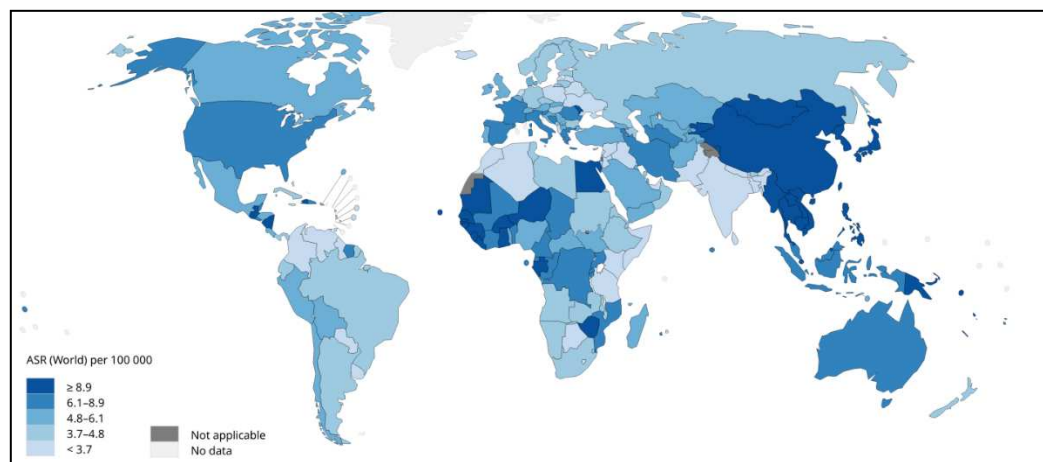 ASR (World) per 100 000
≥ 8.9
6.1–8.9
4.8–6.1
3.7–4.8
< 3.7
Not applicable
No data